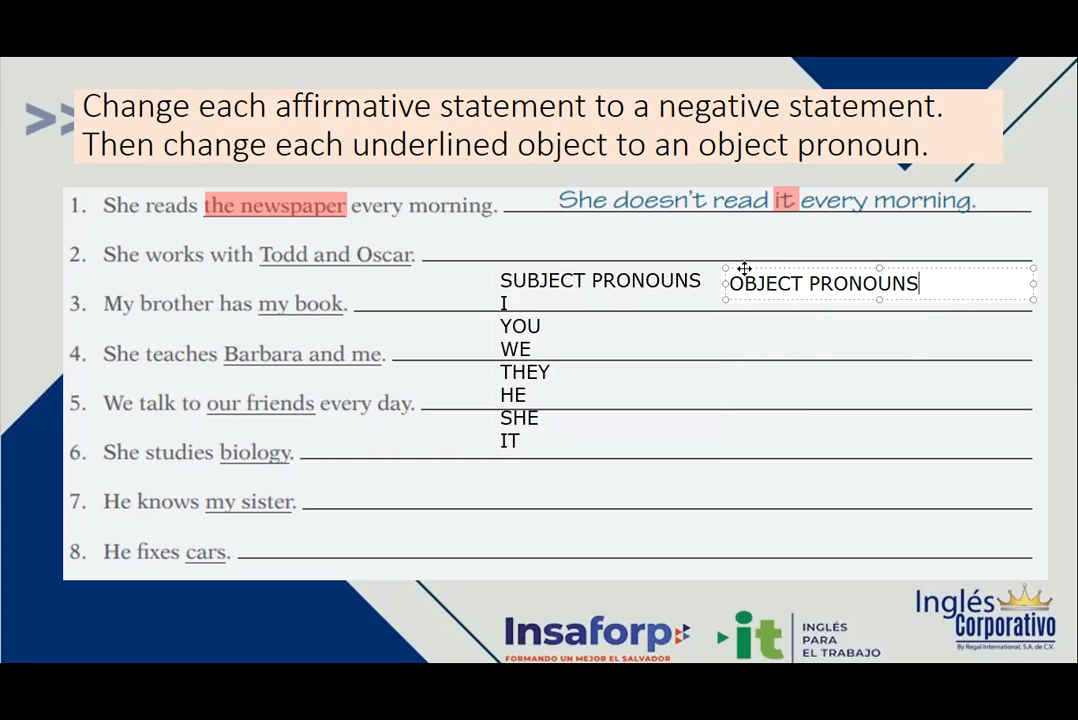 >> Change each affirmative statement to a negative statement.
Then change each underlined object to an object pronoun.
1. She reads the newspaper every morning. She doesn't read it every morning.
2. She works with Todd and Oscar.
SUBJECT PRONOUNS OBJECT PRONOUNS
3. My brother has my book. I
YOU
4. She teaches Barbara and me. WE
THEY
HE
5. We talk to our friends every day. SHE
IT
6. She studies biology.
7. He knows my sister.
8. He fixes cars.
Insaforp
FORMANDO UN MEJOR EL SALVADOR
it INGLÉS
PARA
EL TRABAJO
Inglés
Corporativo
By Regal International, S.A. de C.V.